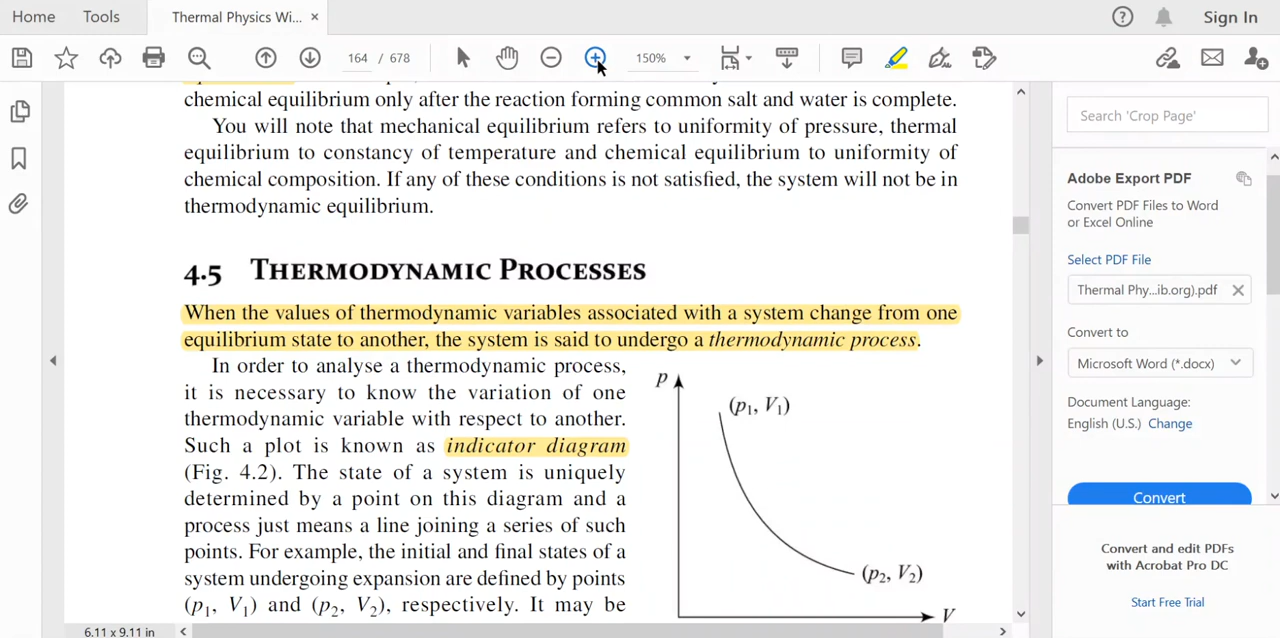 Home Tools Thermal Physics Wi... × Sign In
164 / 678 150%
chemical equilibrium only after the reaction forming common salt and water is complete.
You will note that mechanical equilibrium refers to uniformity of pressure, thermal
equilibrium to constancy of temperature and chemical equilibrium to uniformity of
chemical composition. If any of these conditions is not satisfied, the system will not be in
thermodynamic equilibrium.
4.5 THERMODYNAMIC PROCESSES
When the values of thermodynamic variables associated with a system change from one
equilibrium state to another, the system is said to undergo a thermodynamic process.
In order to analyse a thermodynamic process,
it is necessary to know the variation of one
thermodynamic variable with respect to another.
Such a plot is known as indicator diagram
(Fig. 4.2). The state of a system is uniquely
determined by a point on this diagram and a
process just means a line joining a series of such
points. For example, the initial and final states of a
system undergoing expansion are defined by points
(p₁, V₁) and (p₂, V₂), respectively. It may be
p
(p₁, V₁)
(p₂, V₂)
V
6.11 x 9.11 in
Search 'Crop Page'
Adobe Export PDF
Convert PDF Files to Word
or Excel Online
Select PDF File
Thermal Phy...ib.org).pdf
Convert to
Microsoft Word (*.docx)
Document Language:
English (U.S.) Change
Convert
Convert and edit PDFs
with Acrobat Pro DC
Start Free Trial